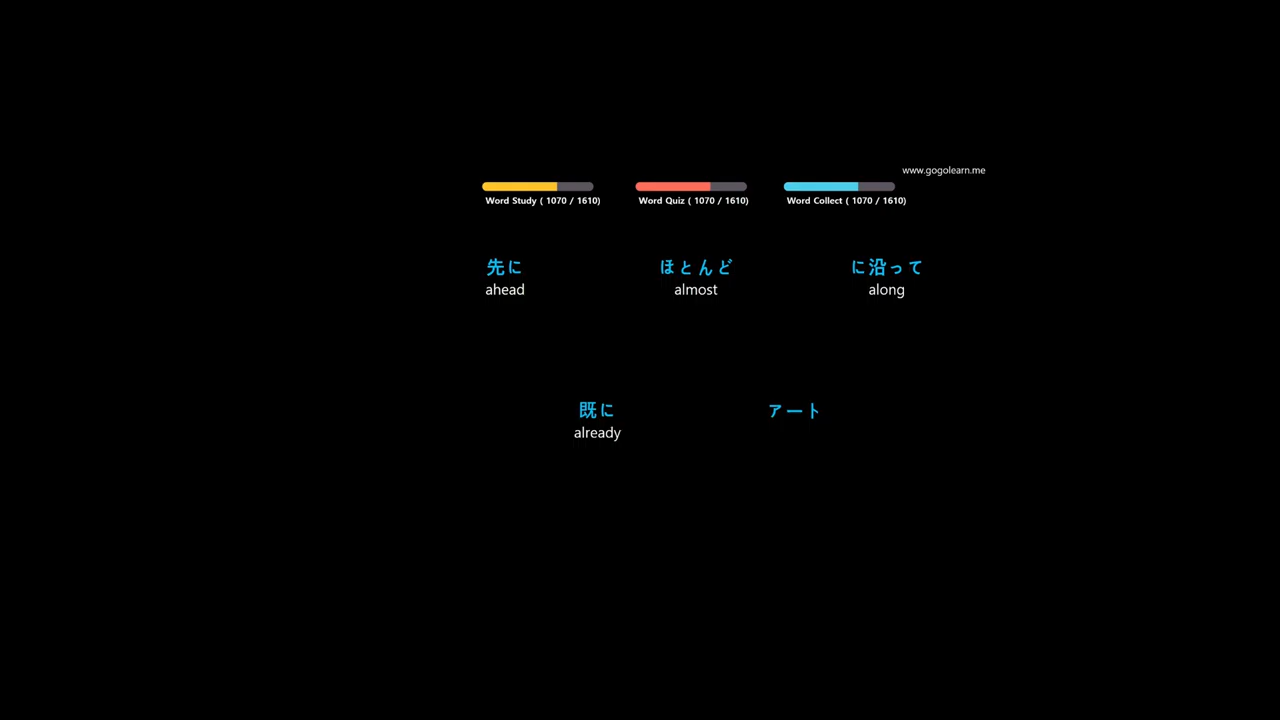 www.gogolearn.me
Word Study ( 1070 / 1610)
Word Quiz ( 1070 / 1610)
Word Collect ( 1070 / 1610)
先に
ahead
ほとんど
almost
に沿って
along
既に
already
アート